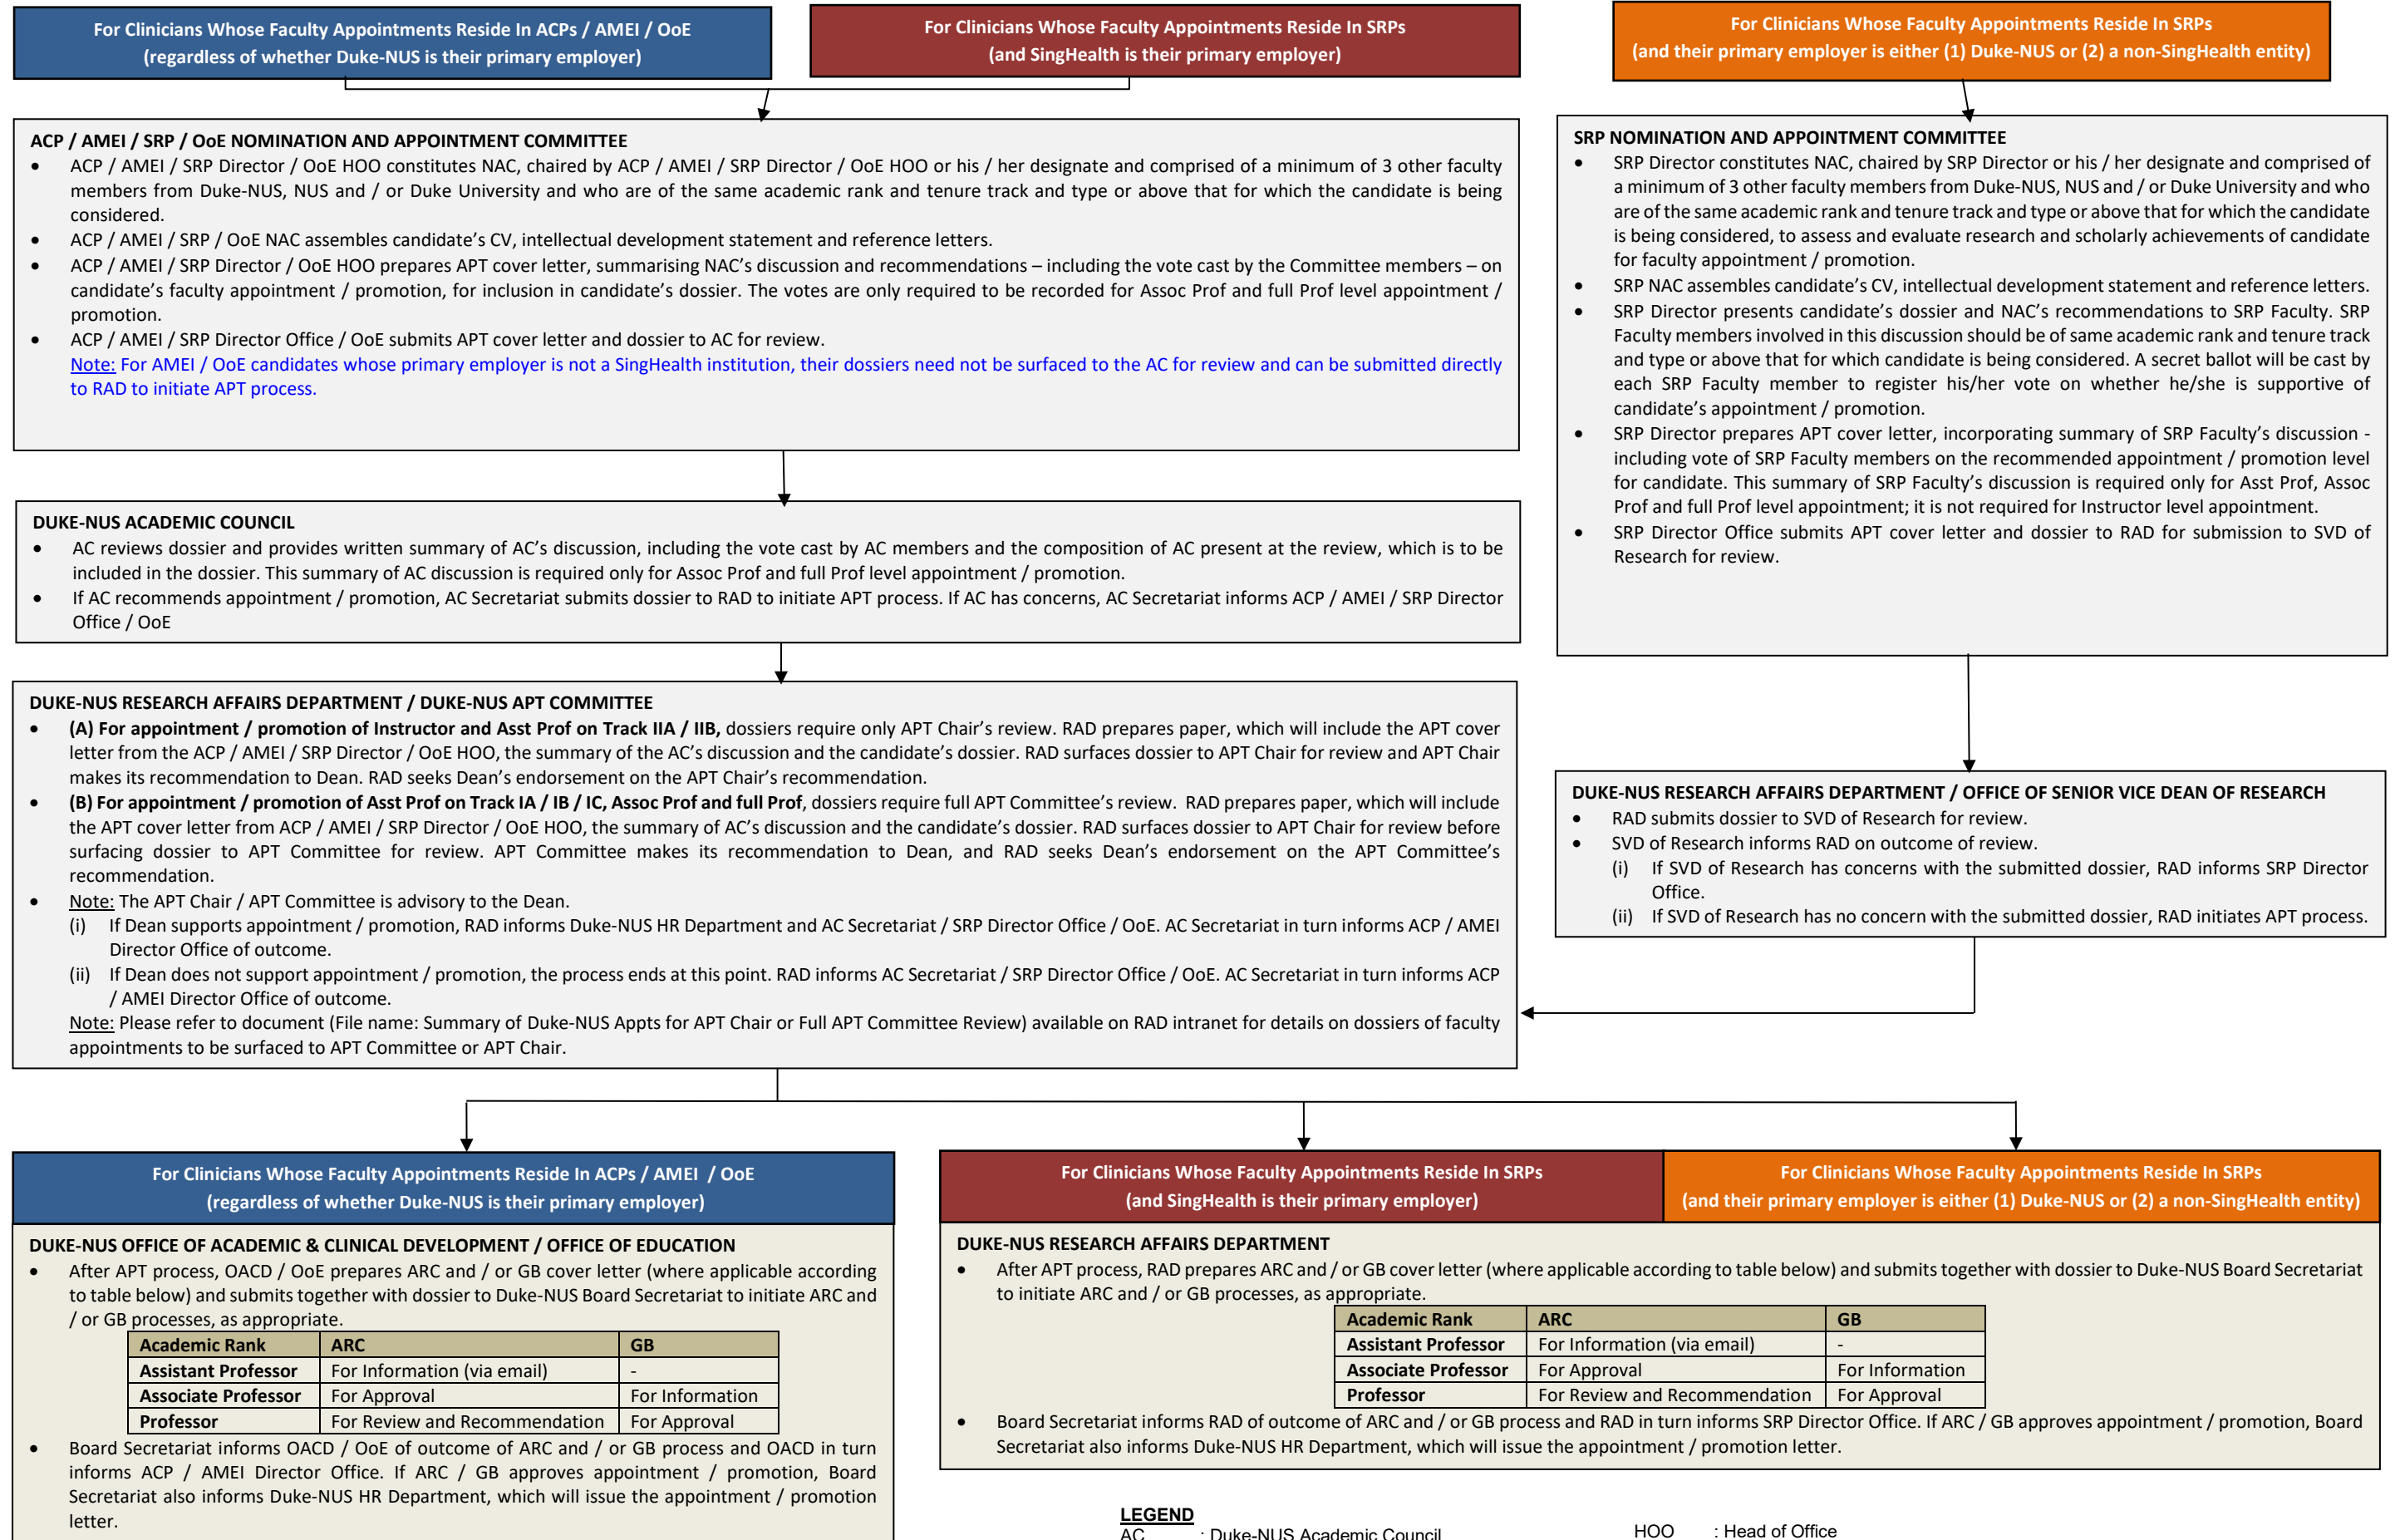 For Clinicians Whose Faculty Appointments Reside In ACPs / AMEI / OoE
(regardless of whether Duke-NUS is their primary employer)
For Clinicians Whose Faculty Appointments Reside In SRPs
(and SingHealth is their primary employer)
For Clinicians Whose Faculty Appointments Reside In SRPs
(and their primary employer is either (1) Duke-NUS or (2) a non-SingHealth entity)
ACP / AMEI / SRP / OoE NOMINATION AND APPOINTMENT COMMITTEE
• ACP / AMEI / SRP Director / OoE HOO constitutes NAC, chaired by ACP / AMEI / SRP Director / OoE HOO or his / her designate and comprised of a minimum of 3 other faculty
members from Duke-NUS, NUS and / or Duke University and who are of the same academic rank and tenure track and type or above that for which the candidate is being
considered.
• ACP / AMEI / SRP / OoE NAC assembles candidate's CV, intellectual development statement and reference letters.
• ACP / AMEI / SRP Director / OoE HOO prepares APT cover letter, summarising NAC's discussion and recommendations – including the vote cast by the Committee members – on
candidate's faculty appointment / promotion, for inclusion in candidate's dossier. The votes are only required to be recorded for Assoc Prof and full Prof level appointment /
promotion.
• ACP / AMEI / SRP Director Office / OoE submits APT cover letter and dossier to AC for review.
Note: For AMEI / OoE candidates whose primary employer is not a SingHealth institution, their dossiers need not be surfaced to the AC for review and can be submitted directly
to RAD to initiate APT process.
SRP NOMINATION AND APPOINTMENT COMMITTEE
• SRP Director constitutes NAC, chaired by SRP Director or his / her designate and comprised of
a minimum of 3 other faculty members from Duke-NUS, NUS and / or Duke University and who
are of the same academic rank and tenure track and type or above that for which the candidate
is being considered, to assess and evaluate research and scholarly achievements of candidate
for faculty appointment / promotion.
• SRP NAC assembles candidate's CV, intellectual development statement and reference letters.
• SRP Director presents candidate's dossier and NAC's recommendations to SRP Faculty. SRP
Faculty members involved in this discussion should be of same academic rank and tenure track
and type or above that for which candidate is being considered. A secret ballot will be cast by
each SRP Faculty member to register his/her vote on whether he/she is supportive of
candidate's appointment / promotion.
• SRP Director prepares APT cover letter, incorporating summary of SRP Faculty's discussion -
including vote of SRP Faculty members on the recommended appointment / promotion level
for candidate. This summary of SRP Faculty's discussion is required only for Asst Prof, Assoc
Prof and full Prof level appointment; it is not required for Instructor level appointment.
• SRP Director Office submits APT cover letter and dossier to RAD for submission to SVD of
Research for review.
DUKE-NUS ACADEMIC COUNCIL
• AC reviews dossier and provides written summary of AC's discussion, including the vote cast by AC members and the composition of AC present at the review, which is to be
included in the dossier. This summary of AC discussion is required only for Assoc Prof and full Prof level appointment / promotion.
• If AC recommends appointment / promotion, AC Secretariat submits dossier to RAD to initiate APT process. If AC has concerns, AC Secretariat informs ACP / AMEI / SRP Director
Office / OoE
DUKE-NUS RESEARCH AFFAIRS DEPARTMENT / DUKE-NUS APT COMMITTEE
• (A) For appointment / promotion of Instructor and Asst Prof on Track IIA / IIB, dossiers require only APT Chair's review. RAD prepares paper, which will include the APT cover
letter from the ACP / AMEI / SRP Director / OoE HOO, the summary of the AC's discussion and the candidate's dossier. RAD surfaces dossier to APT Chair for review and APT Chair
makes its recommendation to Dean. RAD seeks Dean's endorsement on the APT Chair's recommendation.
• (B) For appointment / promotion of Asst Prof on Track IA / IB / IC, Assoc Prof and full Prof, dossiers require full APT Committee's review. RAD prepares paper, which will include
the APT cover letter from ACP / AMEI / SRP Director / OoE HOO, the summary of AC's discussion and the candidate's dossier. RAD surfaces dossier to APT Chair for review before
surfacing dossier to APT Committee for review. APT Committee makes its recommendation to Dean, and RAD seeks Dean's endorsement on the APT Committee's
recommendation.
• Note: The APT Chair / APT Committee is advisory to the Dean.
(i) If Dean supports appointment / promotion, RAD informs Duke-NUS HR Department and AC Secretariat / SRP Director Office / OoE. AC Secretariat in turn informs ACP / AMEI
Director Office of outcome.
(ii) If Dean does not support appointment / promotion, the process ends at this point. RAD informs AC Secretariat / SRP Director Office / OoE. AC Secretariat in turn informs ACP
/ AMEI Director Office of outcome.
Note: Please refer to document (File name: Summary of Duke-NUS Appts for APT Chair or Full APT Committee Review) available on RAD intranet for details on dossiers of faculty
appointments to be surfaced to APT Committee or APT Chair.
DUKE-NUS RESEARCH AFFAIRS DEPARTMENT / OFFICE OF SENIOR VICE DEAN OF RESEARCH
• RAD submits dossier to SVD of Research for review.
• SVD of Research informs RAD on outcome of review.
(i) If SVD of Research has concerns with the submitted dossier, RAD informs SRP Director
Office.
(ii) If SVD of Research has no concern with the submitted dossier, RAD initiates APT process.
For Clinicians Whose Faculty Appointments Reside In ACPs / AMEI / OoE
(regardless of whether Duke-NUS is their primary employer)
DUKE-NUS OFFICE OF ACADEMIC & CLINICAL DEVELOPMENT / OFFICE OF EDUCATION
• After APT process, OACD / OoE prepares ARC and / or GB cover letter (where applicable according
to table below) and submits together with dossier to Duke-NUS Board Secretariat to initiate ARC and
/ or GB processes, as appropriate.
Academic Rank ARC GB
Assistant Professor For Information (via email) -
Associate Professor For Approval For Information
Professor For Review and Recommendation For Approval
• Board Secretariat informs OACD / OoE of outcome of ARC and / or GB process and OACD in turn
informs ACP / AMEI Director Office. If ARC / GB approves appointment / promotion, Board
Secretariat also informs Duke-NUS HR Department, which will issue the appointment / promotion
letter.
For Clinicians Whose Faculty Appointments Reside In SRPs
(and SingHealth is their primary employer)
For Clinicians Whose Faculty Appointments Reside In SRPs
(and their primary employer is either (1) Duke-NUS or (2) a non-SingHealth entity)
DUKE-NUS RESEARCH AFFAIRS DEPARTMENT
• After APT process, RAD prepares ARC and / or GB cover letter (where applicable according to table below) and submits together with dossier to Duke-NUS Board Secretariat
to initiate ARC and / or GB processes, as appropriate.
Academic Rank ARC GB
Assistant Professor For Information (via email) -
Associate Professor For Approval For Information
Professor For Review and Recommendation For Approval
• Board Secretariat informs RAD of outcome of ARC and / or GB process and RAD in turn informs SRP Director Office. If ARC / GB approves appointment / promotion, Board
Secretariat also informs Duke-NUS HR Department, which will issue the appointment / promotion letter.
LEGEND
AC : Duke-NUS Academic Council
HOO : Head of Office